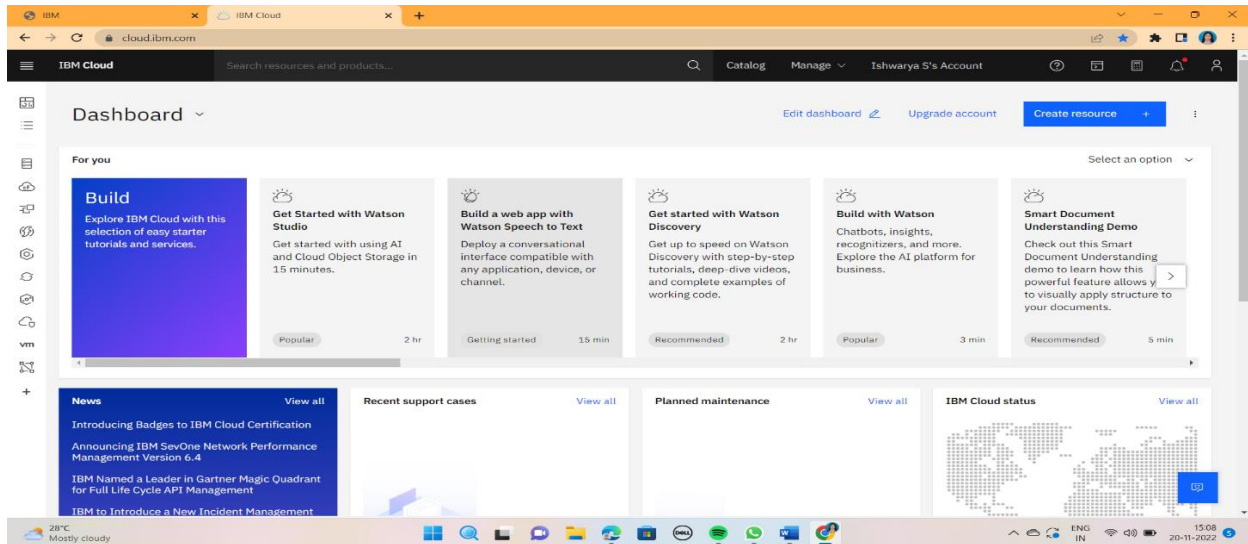 IBM
IBM Cloud
cloud.ibm.com
IBM Cloud
Search resources and products...
Catalog
Manage
Ishwarya S's Account
Dashboard
Edit dashboard
Upgrade account
Create resource +
For you
Select an option
Build
Explore IBM Cloud with this
selection of easy starter
tutorials and services.
Get Started with Watson
Studio
Get started with using AI
and Cloud Object Storage in
15 minutes.
Popular
2 hr
Build a web app with
Watson Speech to Text
Deploy a conversational
interface compatible with
any application, device, or
channel.
Getting started
15 min
Get started with Watson
Discovery
Get up to speed on Watson
Discovery with step-by-step
tutorials, deep-dive videos,
and complete examples of
working code.
Recommended
2 hr
Build with Watson
Chatbots, insights,
recognitizers, and more.
Explore the AI platform for
business.
Popular
3 min
Smart Document
Understanding Demo
Check out this Smart
Document Understanding
demo to learn how this
powerful feature allows y
to visually apply structure to
your documents.
Recommended
5 min
vm
News
View all
Introducing Badges to IBM Cloud Certification
Announcing IBM SevOne Network Performance
Management Version 6.4
IBM Named a Leader in Gartner Magic Quadrant
for Full Life Cycle API Management
IBM to Introduce a New Incident Management
Recent support cases
View all
Planned maintenance
View all
IBM Cloud status
View all
28°C
Mostly cloudy
DELL
ENG
IN
15:08
20-11-2022
5